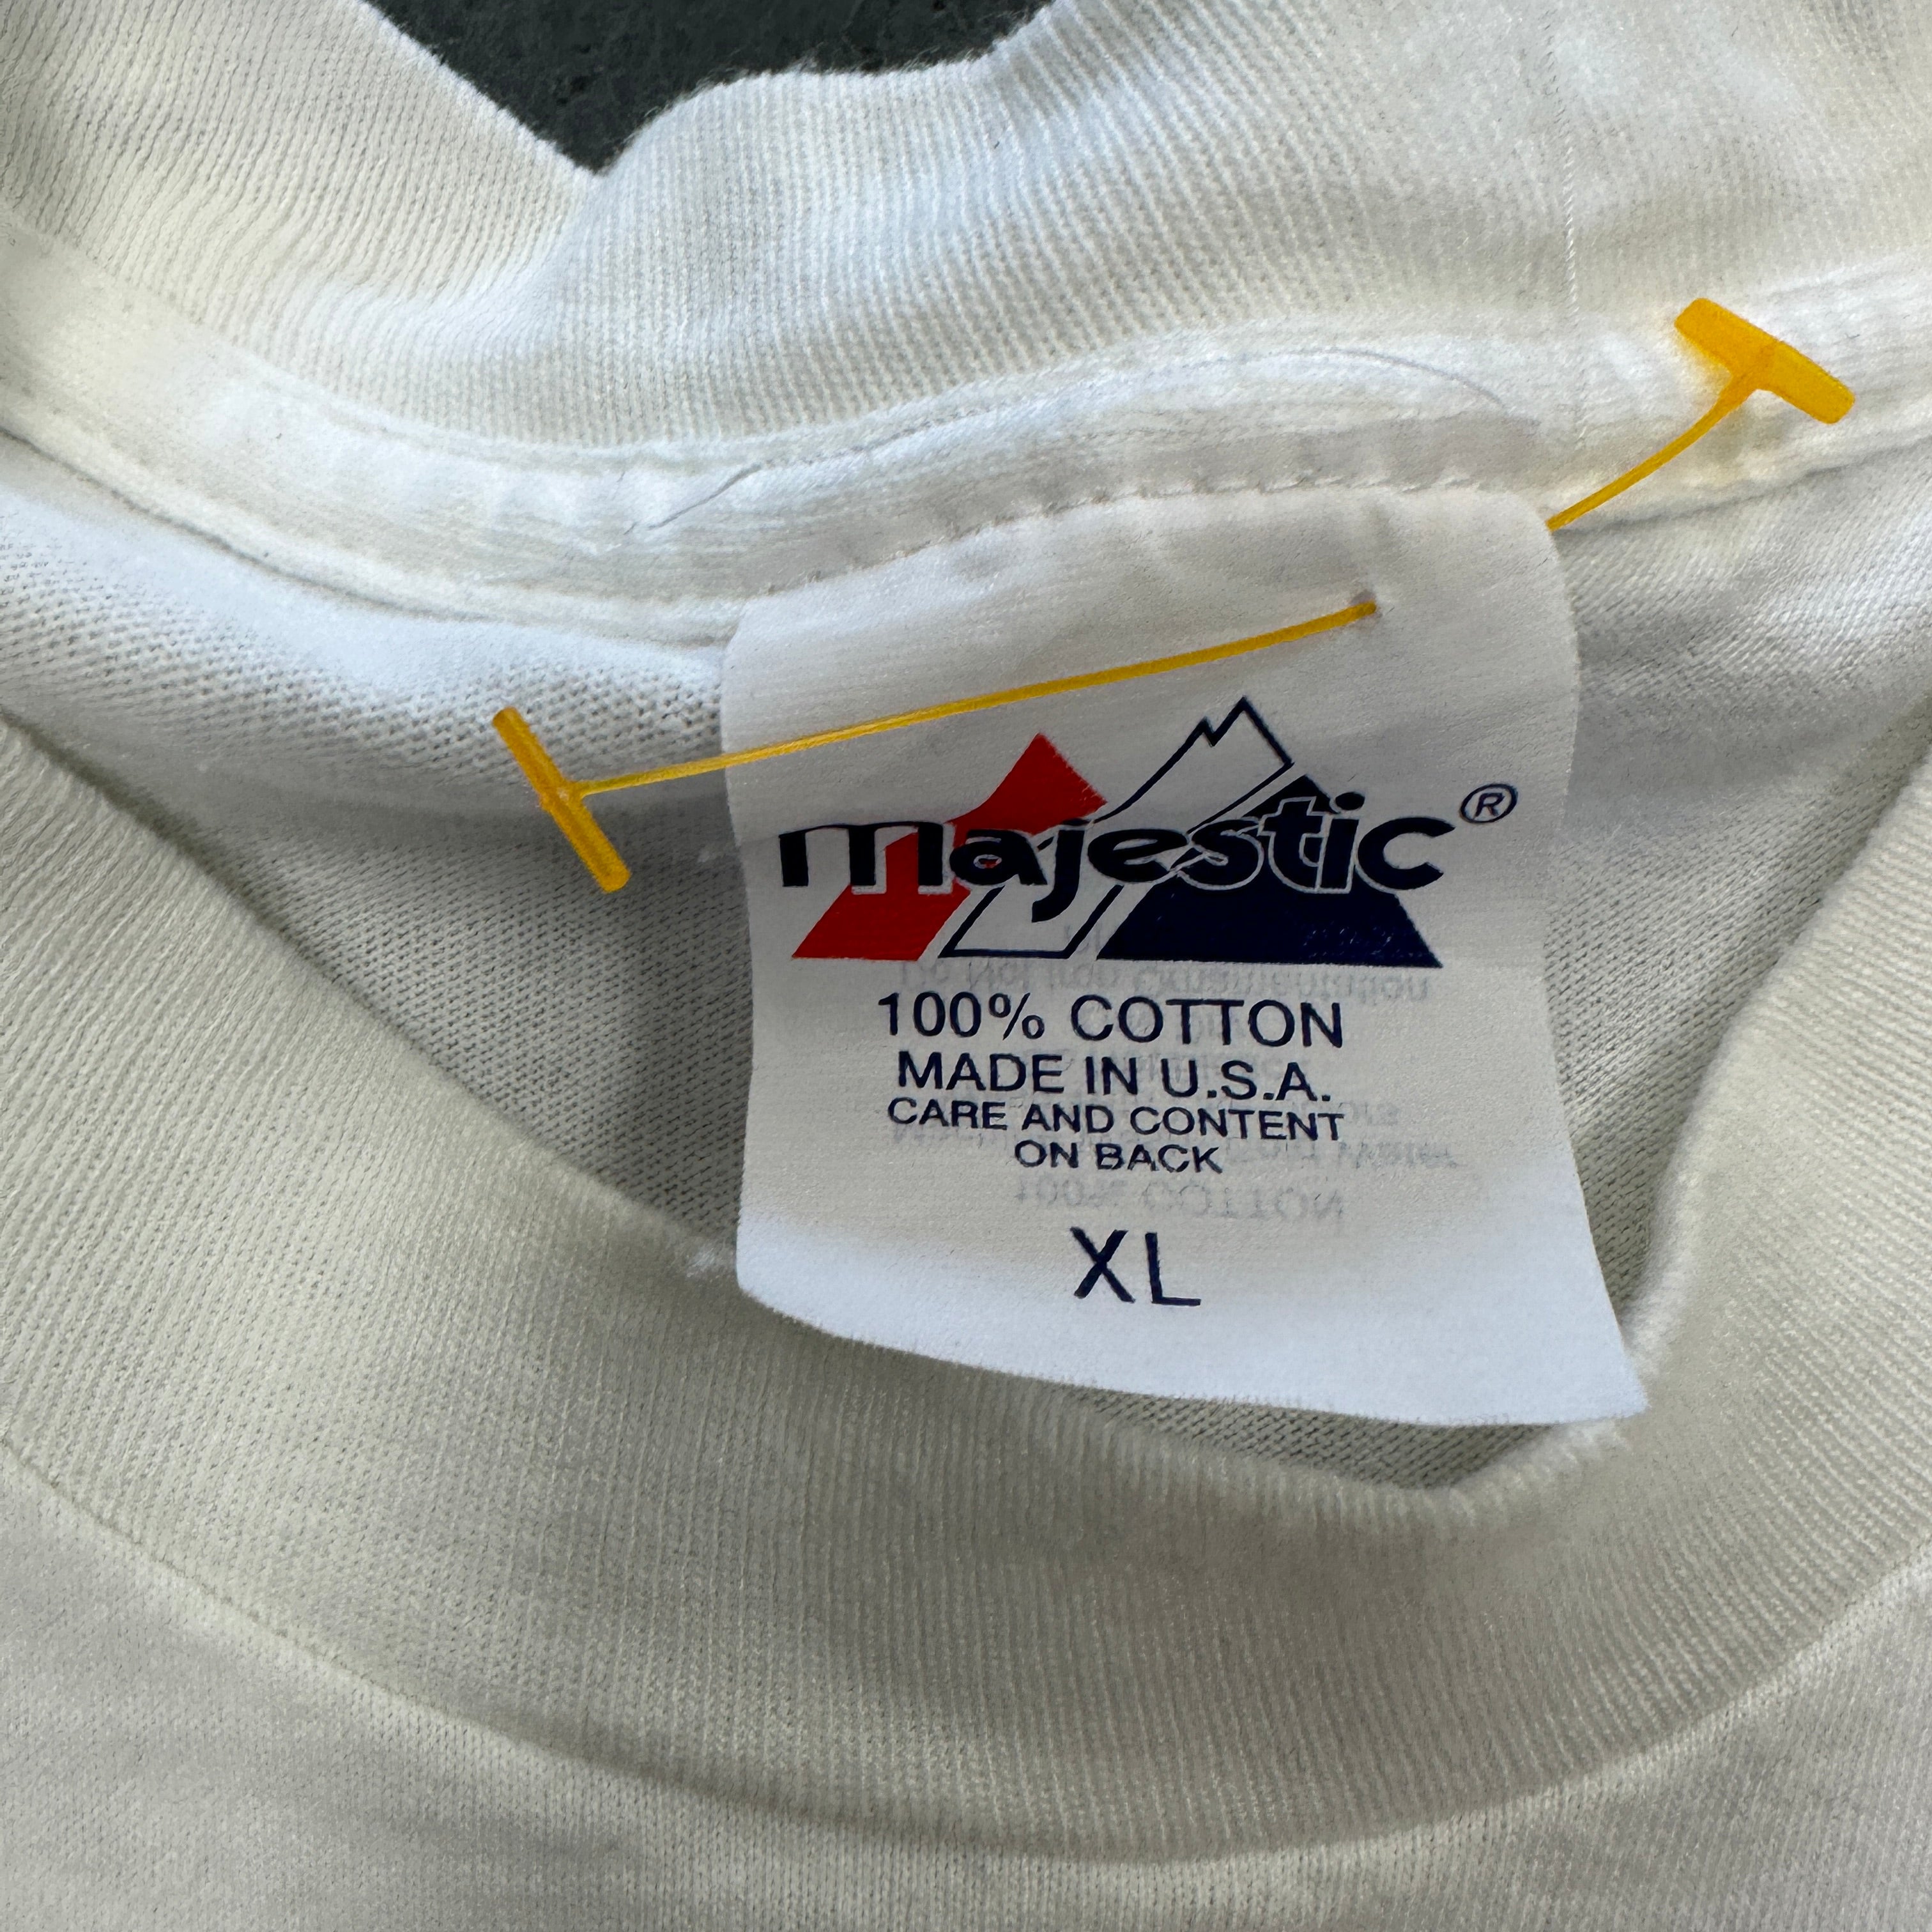 majestic®
100% COTTON
MADE IN U.S.A.
CARE AND CONTENT
ON BACK
XL